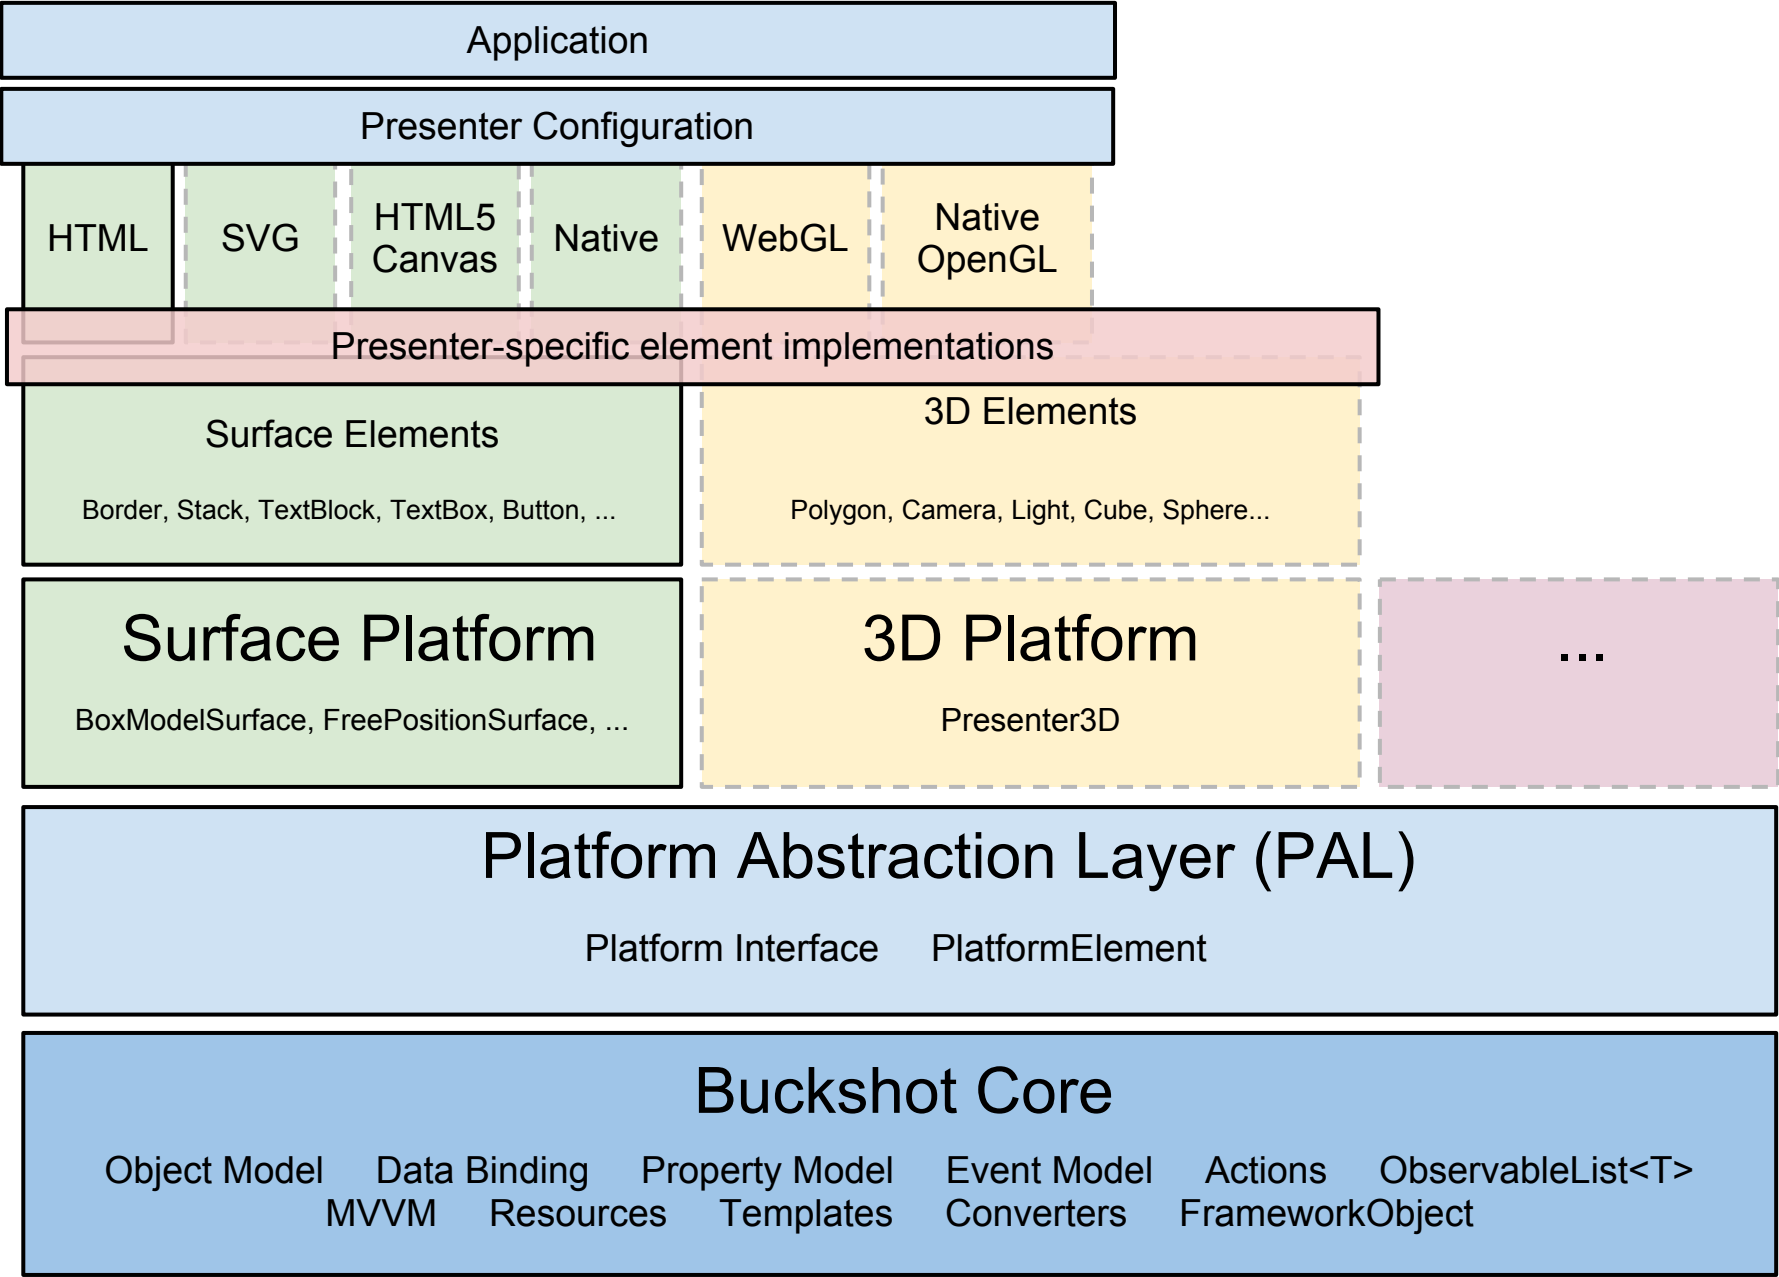 Application
Presenter Configuration
HTML
SVG
HTML5
Canvas
Native
WebGL
Native
OpenGL
Presenter-specific element implementations
Surface Elements
Border, Stack, TextBlock, TextBox, Button, ...
3D Elements
Polygon, Camera, Light, Cube, Sphere...
Surface Platform
BoxModelSurface, FreePositionSurface, ...
3D Platform
Presenter3D
...
Platform Abstraction Layer (PAL)
Platform Interface PlatformElement
Buckshot Core
Object Model Data Binding Property Model Event Model Actions ObservableList<T>
MVVM Resources Templates Converters FrameworkObject